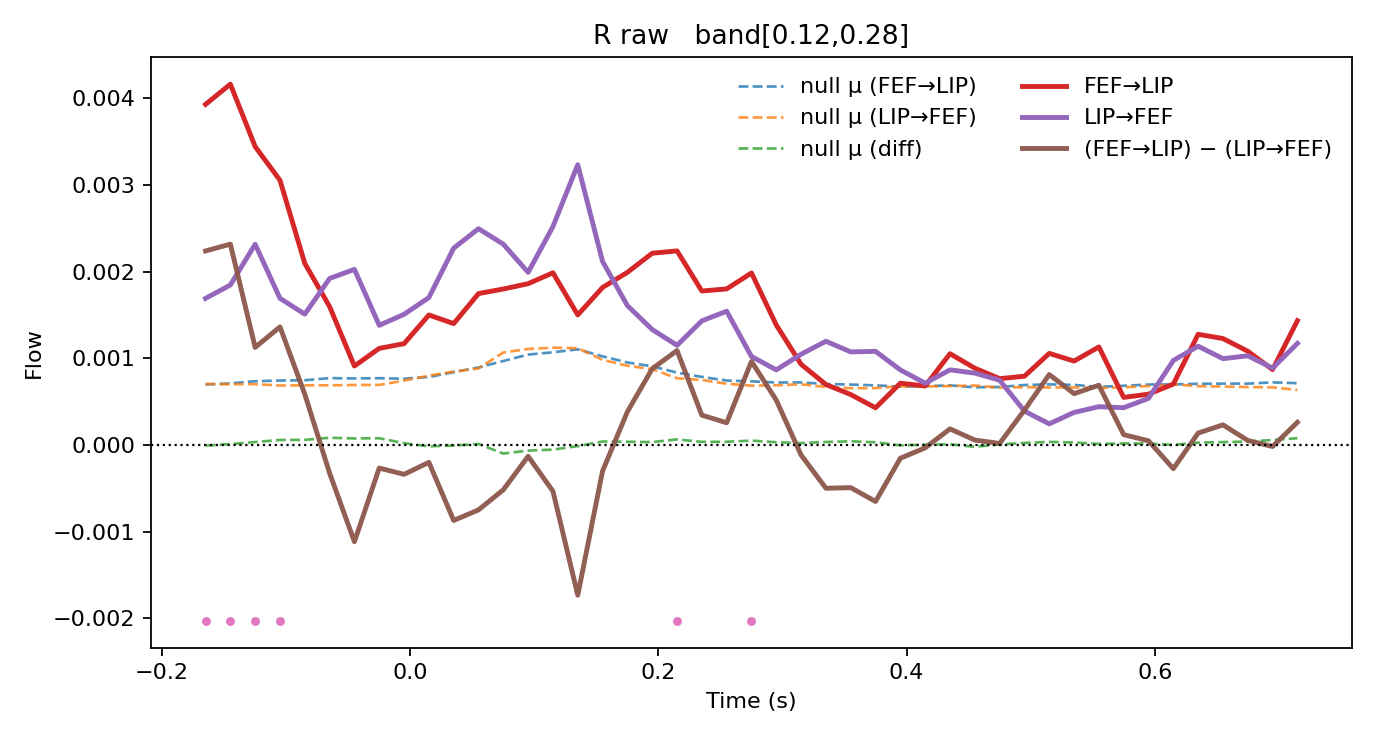 R raw   band[0.12,0.28]
null μ (FEF→LIP)
null μ (LIP→FEF)
null μ (diff)
FEF→LIP
LIP→FEF
(FEF→LIP) − (LIP→FEF)
Flow
0.004
0.003
0.002
0.001
0.000
−0.001
−0.002
−0.2
0.0
0.2
0.4
0.6
Time (s)